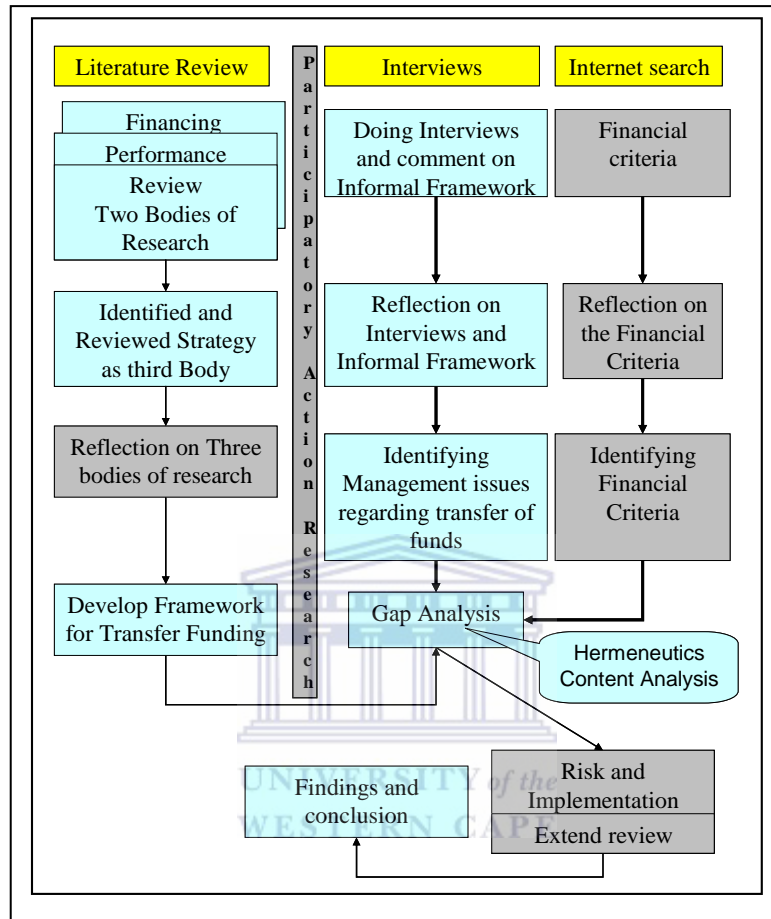 Literature Review
Financing
Performance
Review
Two Bodies of
Research
Identified and
Reviewed Strategy
as third Body
Reflection on Three
bodies of research
Develop Framework
for Transfer Funding
Participatory Action Research
Interviews
Doing Interviews
and comment on
Informal Framework
Reflection on
Interviews and
Informal Framework
Identifying
Management issues
regarding transfer of
funds
Internet search
Financial
criteria
Reflection on
the Financial
Criteria
Identifying
Financial
Criteria
Gap Analysis
Hermeneutics
Content Analysis
Risk and
Implementation
Extend review
Findings and
conclusion
UNIVERSITY of the
WESTERN CAPE